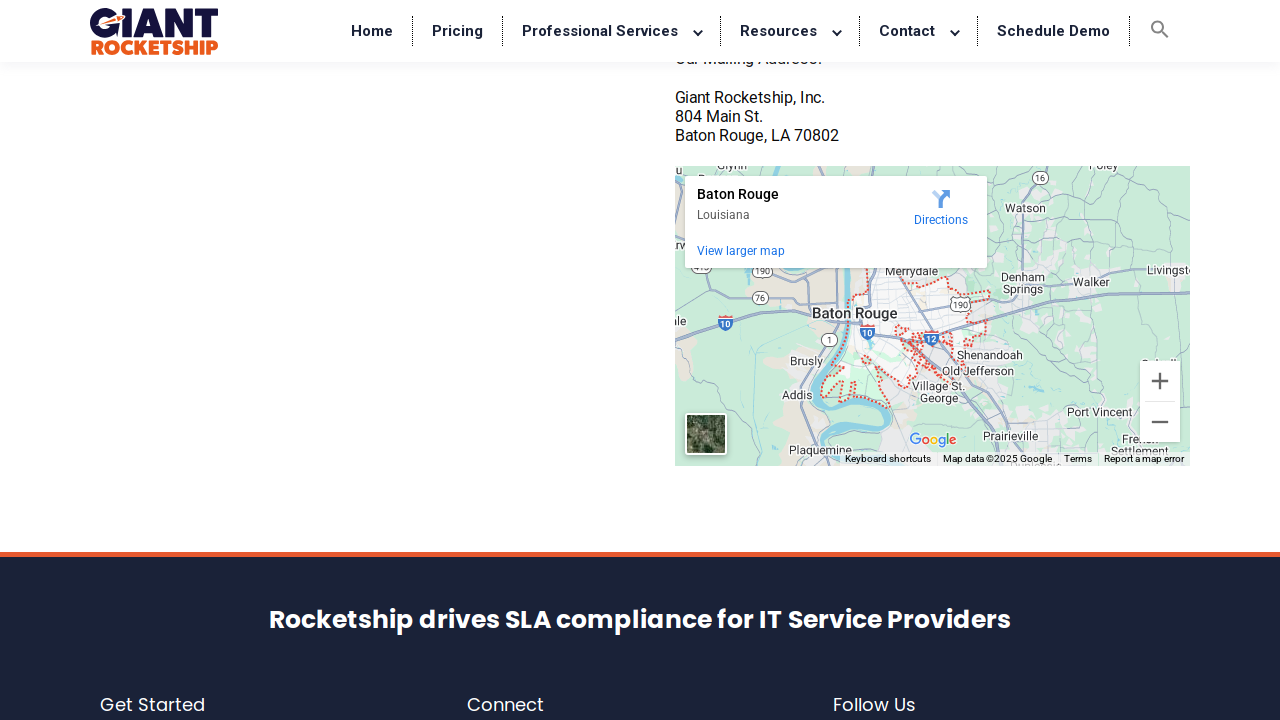 GIANT
ROCKETSHIP
Home
Pricing
Professional Services
Resources
Contact
Schedule Demo
Our Mailing Address:
Giant Rocketship, Inc.
804 Main St.
Baton Rouge, LA 70802
Baton Rouge
Louisiana
View larger map
Directions
16
Watson
Merrydale
190
Denham
Springs
Walker
Livingst
76
190
Baton Rouge
10
10
12
1
Brusly
Shenandoah
Old Jefferson
Addis
Village St.
George
Port Vincent
Prairieville
Plaquemine
Google
Keyboard shortcuts
Map data ©2025 Google
Terms
Report a map error
Rocketship drives SLA compliance for IT Service Providers
Get Started
Connect
Follow Us